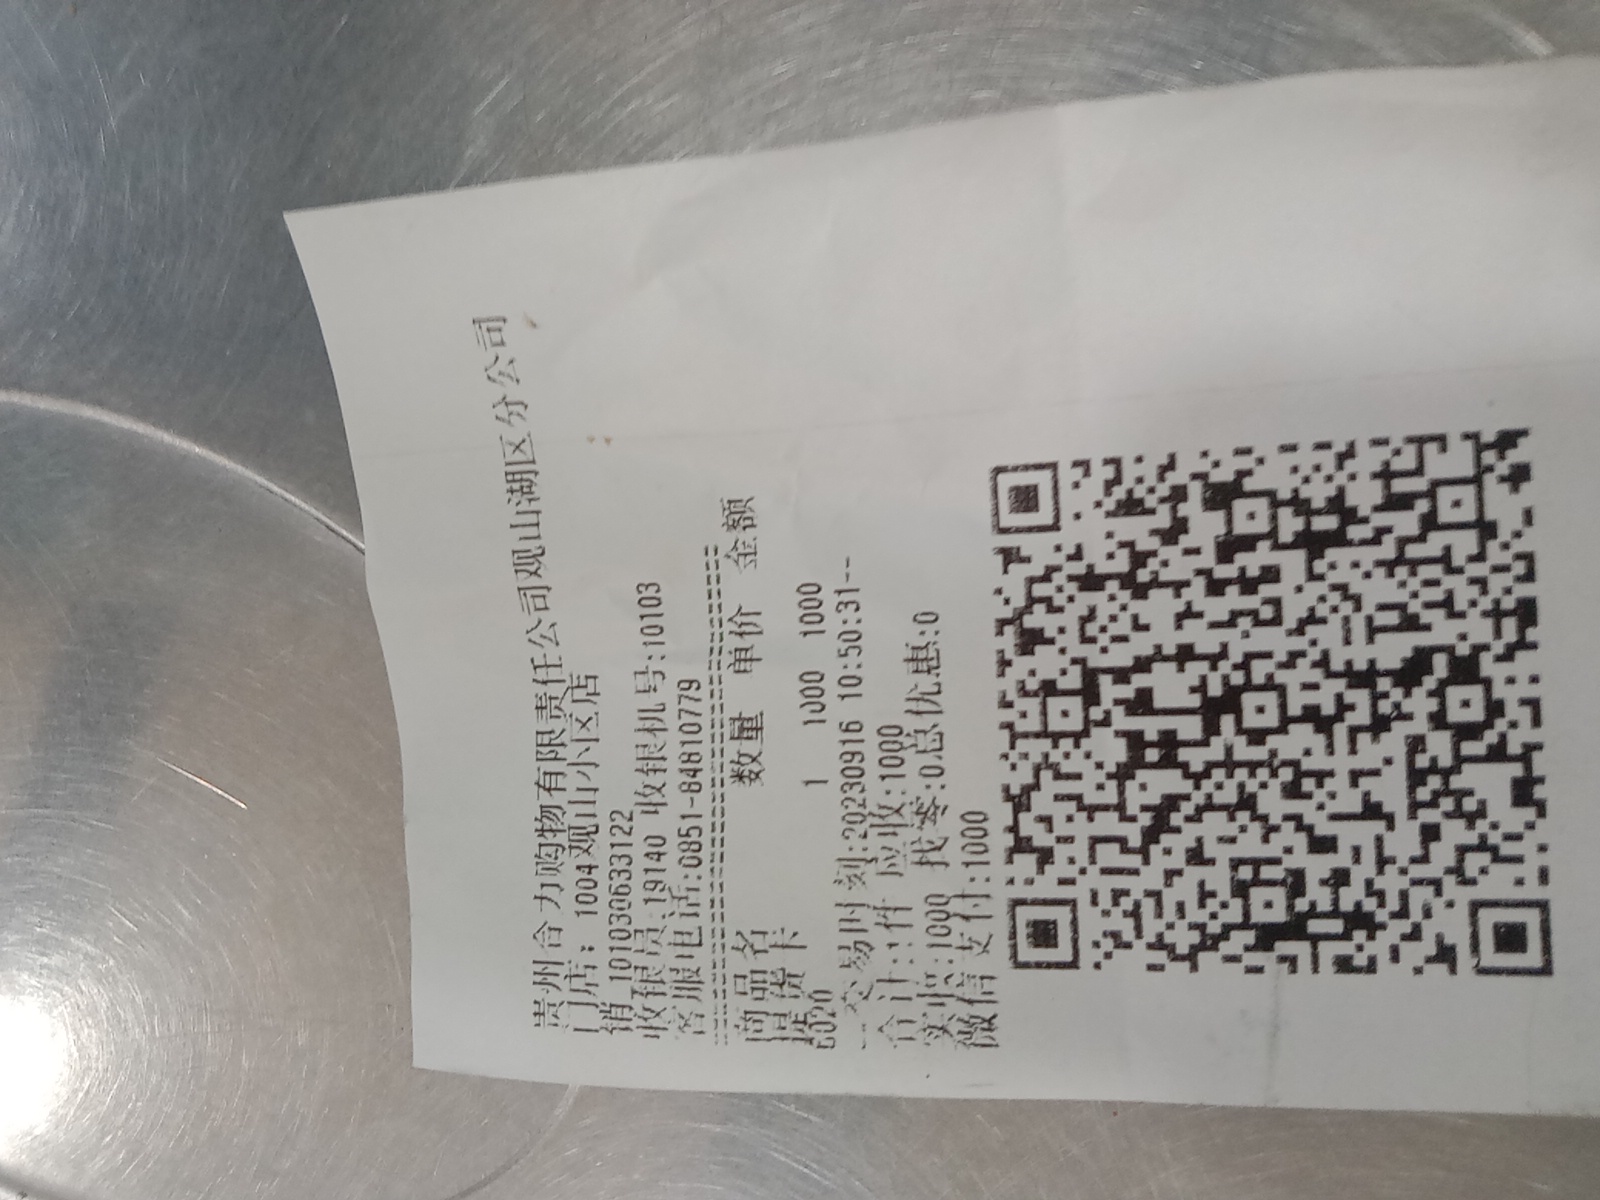 贵州合力购物有限责任公司观山湖区分公司
门店: 1004观山小区店
销 1010300633122
收银员:19140 收银机号:10103
客服电话:0851-84810779
商品名 数量 单价 金额
提货卡
6020 1 1000 1000
--交易时刻:20230916 10:50:31--
合计:件 应收:1000
实收:1000 找零:0总优惠:0
微信支付:1000